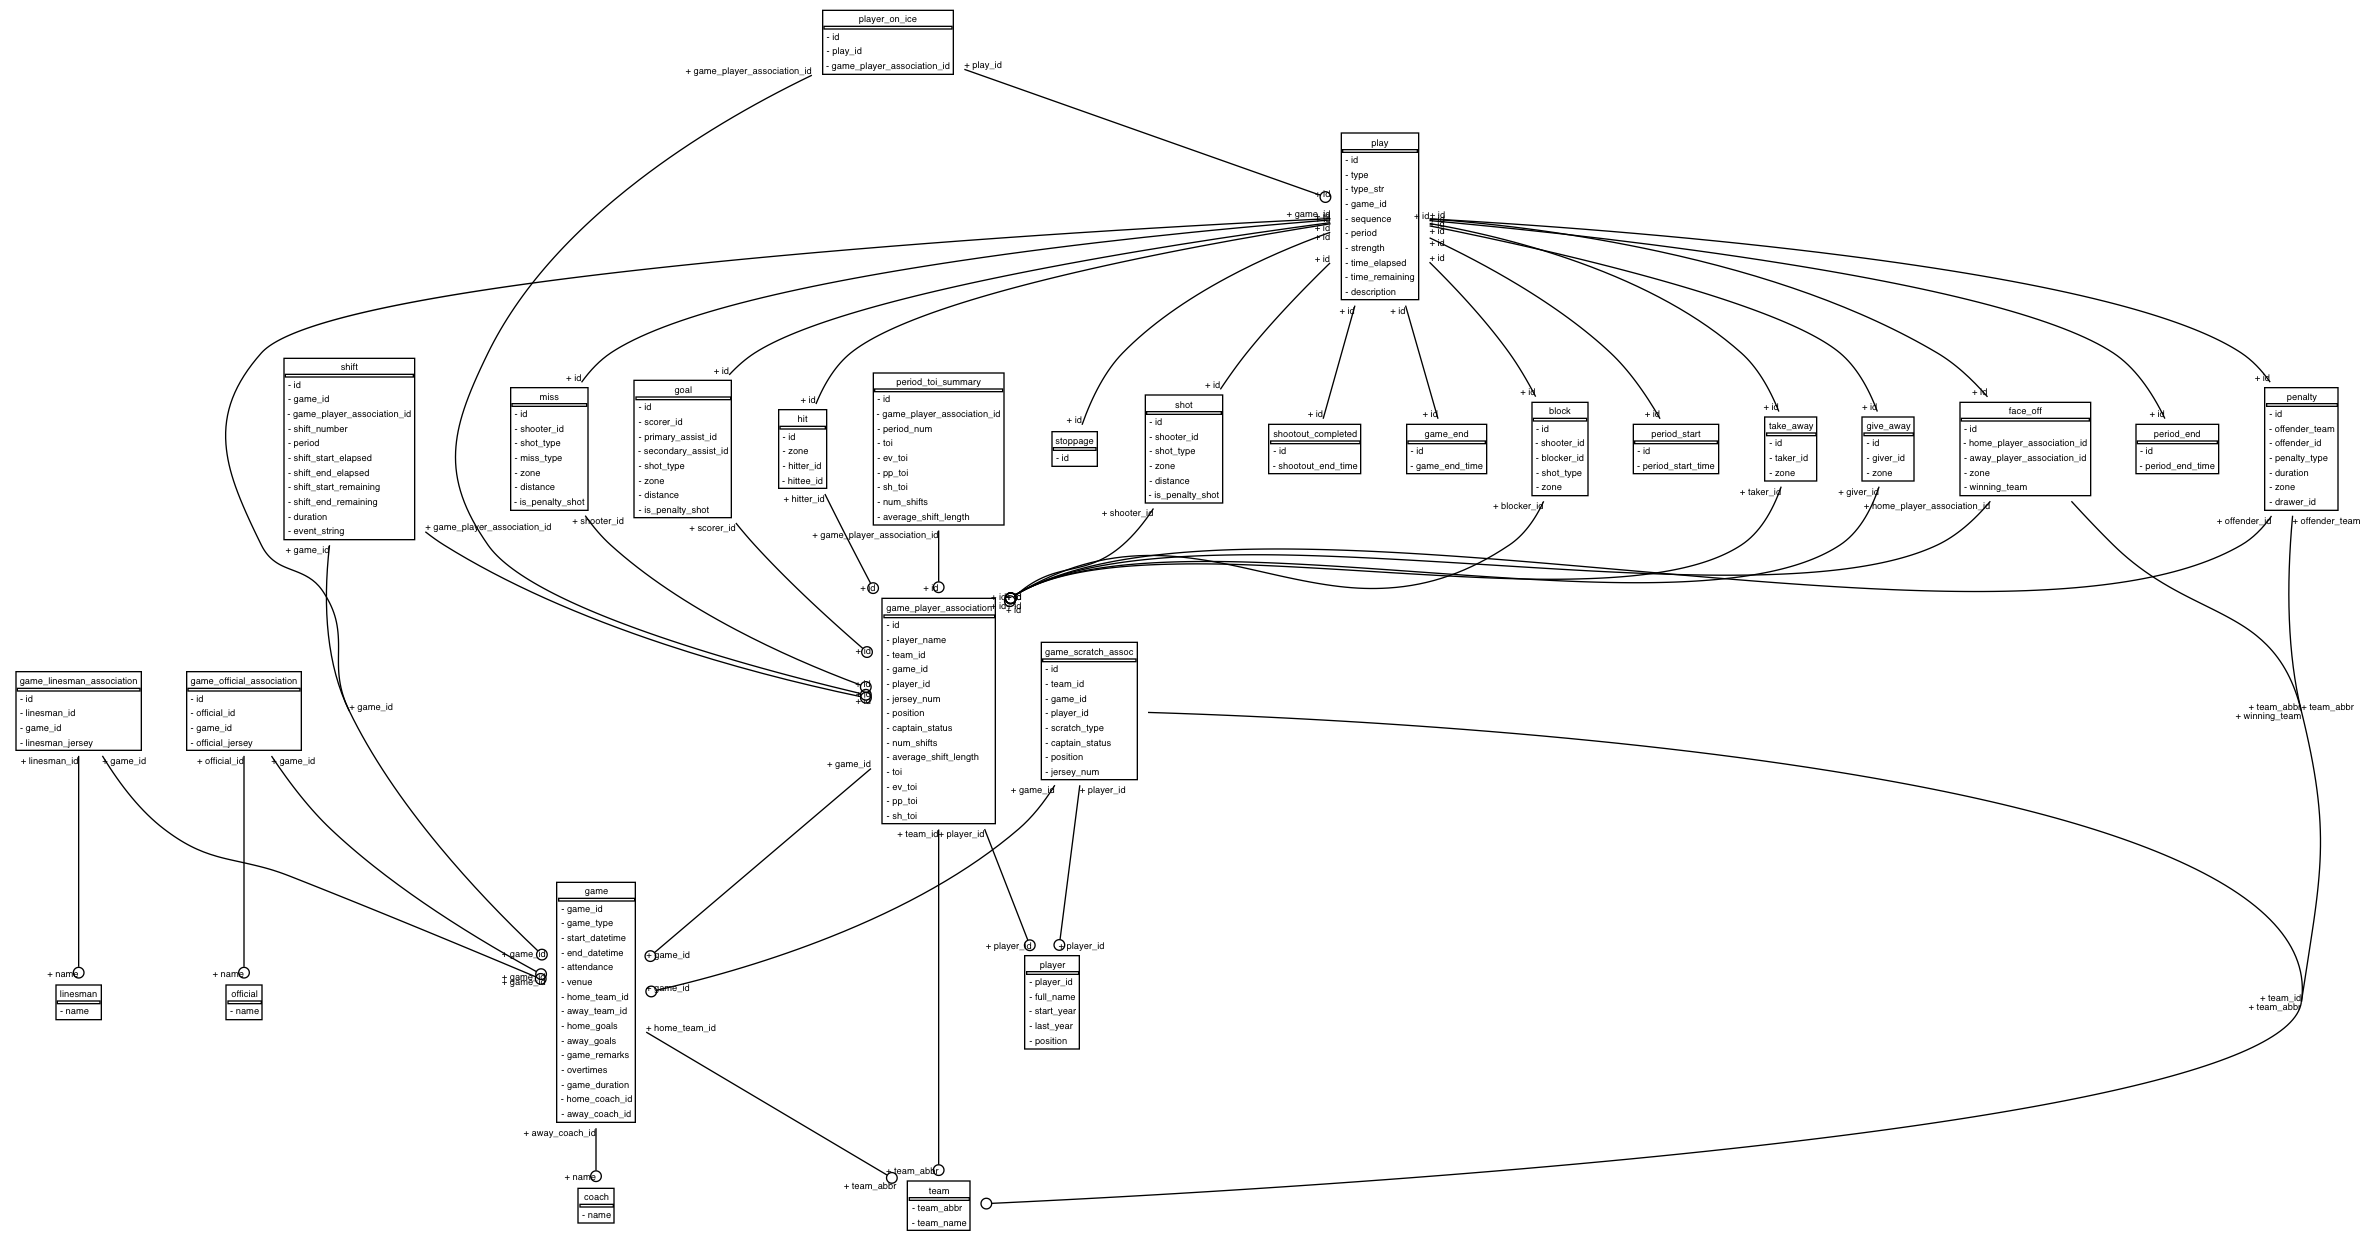 player_on_ice
- id
- play_id
- game_player_association_id
+ game_player_association_id
+ play_id
play
- id
- type
- type_str
- game_id
- sequence
- period
- strength
- time_elapsed
- time_remaining
- description
+ id
+ game_id
+ id
+ id
+ id
+ id
+ id
+ id
+ id
+ id
+ id
+ id
+ id
+ id
shift
- id
- game_id
- game_player_association_id
- shift_number
- period
- shift_start_elapsed
- shift_end_elapsed
- shift_start_remaining
- shift_end_remaining
- duration
- event_string
+ game_id
+ game_player_association_id
+ id
miss
- id
- shooter_id
- shot_type
- miss_type
- zone
- distance
- is_penalty_shot
+ shooter_id
+ id
goal
- id
- scorer_id
- primary_assist_id
- secondary_assist_id
- shot_type
- zone
- distance
- is_penalty_shot
+ scorer_id
+ id
hit
- id
- zone
- hitter_id
- hittee_id
+ hitter_id
period_toi_summary
- id
- game_player_association_id
- period_num
- toi
- ev_toi
- pp_toi
- sh_toi
- num_shifts
- average_shift_length
+ game_player_association_id
+ id
stoppage
- id
+ id
shot
- id
- shooter_id
- shot_type
- zone
- distance
- is_penalty_shot
+ shooter_id
+ id
shootout_completed
- id
- shootout_end_time
+ id
game_end
- id
- game_end_time
+ id
block
- id
- shooter_id
- blocker_id
- shot_type
- zone
+ blocker_id
+ id
period_start
- id
- period_start_time
+ id
take_away
- id
- taker_id
- zone
+ taker_id
+ id
give_away
- id
- giver_id
- zone
+ giver_id
+ id
face_off
- id
- home_player_association_id
- away_player_association_id
- zone
- winning_team
+ home_player_association_id
+ id
period_end
- id
- period_end_time
+ id
penalty
- id
- offender_team
- offender_id
- penalty_type
- duration
- zone
- drawer_id
+ offender_id
+ offender_team
+ id
+ id
+ id
+ id
+ id
+ id
game_player_association
- id
- player_name
- team_id
- game_id
- player_id
- jersey_num
- position
- captain_status
- num_shifts
- average_shift_length
- toi
- ev_toi
- pp_toi
- sh_toi
+ game_id
+ team_id
+ player_id
game_scratch_assoc
- id
- team_id
- game_id
- player_id
- scratch_type
- captain_status
- position
- jersey_num
+ game_id
+ player_id
game_linesman_association
- id
- linesman_id
- game_id
- linesman_jersey
+ linesman_id
+ game_id
game_official_association
- id
- official_id
- game_id
- official_jersey
+ official_id
+ game_id
+ game_id
+ team_abbr
+ team_abbr
+ winning_team
game
- game_id
- game_type
- start_datetime
- end_datetime
- attendance
- venue
- home_team_id
- away_team_id
- home_goals
- away_goals
- game_remarks
- overtimes
- game_duration
- home_coach_id
- away_coach_id
+ game_id
+ game_id
+ game_id
+ game_id
+ game_id
+ home_team_id
+ away_coach_id
+ player_id
+ player_id
player
- player_id
- full_name
- start_year
- last_year
- position
+ name
linesman
- name
+ name
official
- name
+ team_id
+ team_abbr
+ name
coach
- name
+ team_abbr
+ team_abbr
team
- team_abbr
- team_name